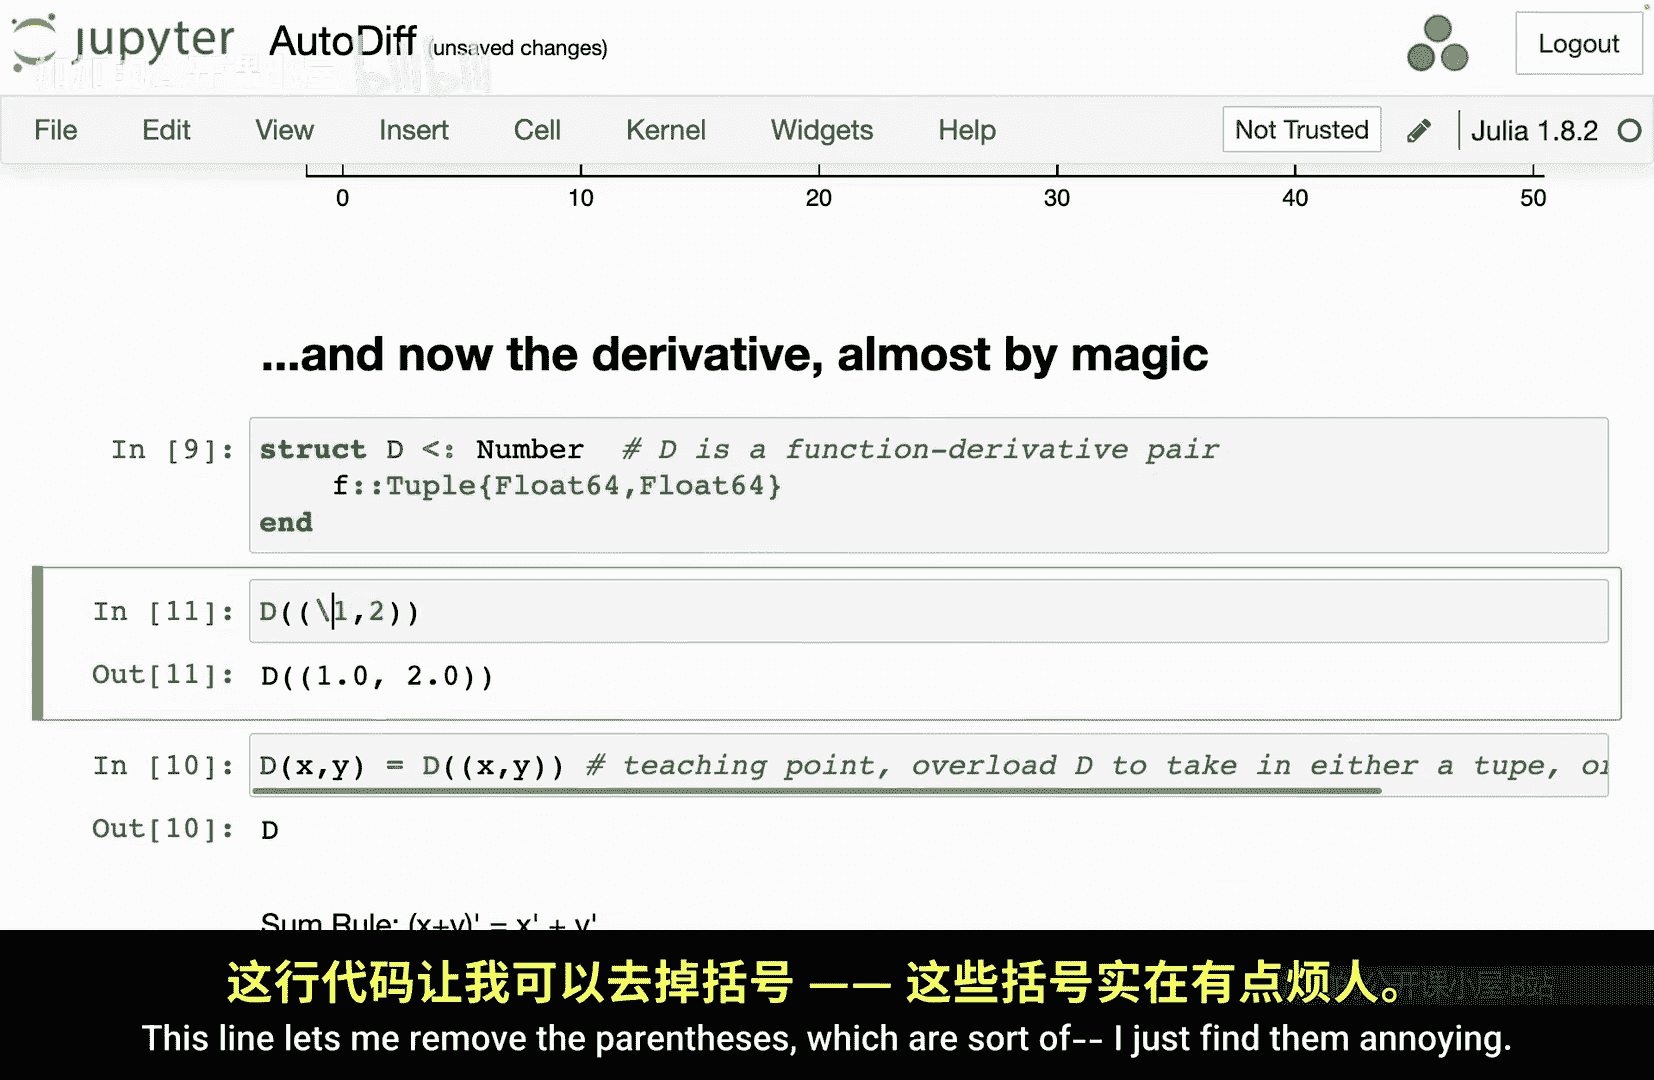 jupyter AutoDiff (unsaved changes) Logout
File Edit View Insert Cell Kernel Widgets Help Not Trusted Julia 1.8.2
0 10 20 30 40 50
...and now the derivative, almost by magic
In [9]: struct D <: Number # D is a function-derivative pair
f::Tuple{Float64,Float64}
end
In [11]: D((\1,2))
Out[11]: D((1.0, 2.0))
In [10]: D(x,y) = D((x,y)) # teaching point, overload D to take in either a tupe, or
Out[10]: D
Sum Rule: (x+y)' = x' + y'
这行代码让我可以去掉括号 —— 这些括号实在有点烦人。
This line lets me remove the parentheses, which are sort of-- I just find them annoying.